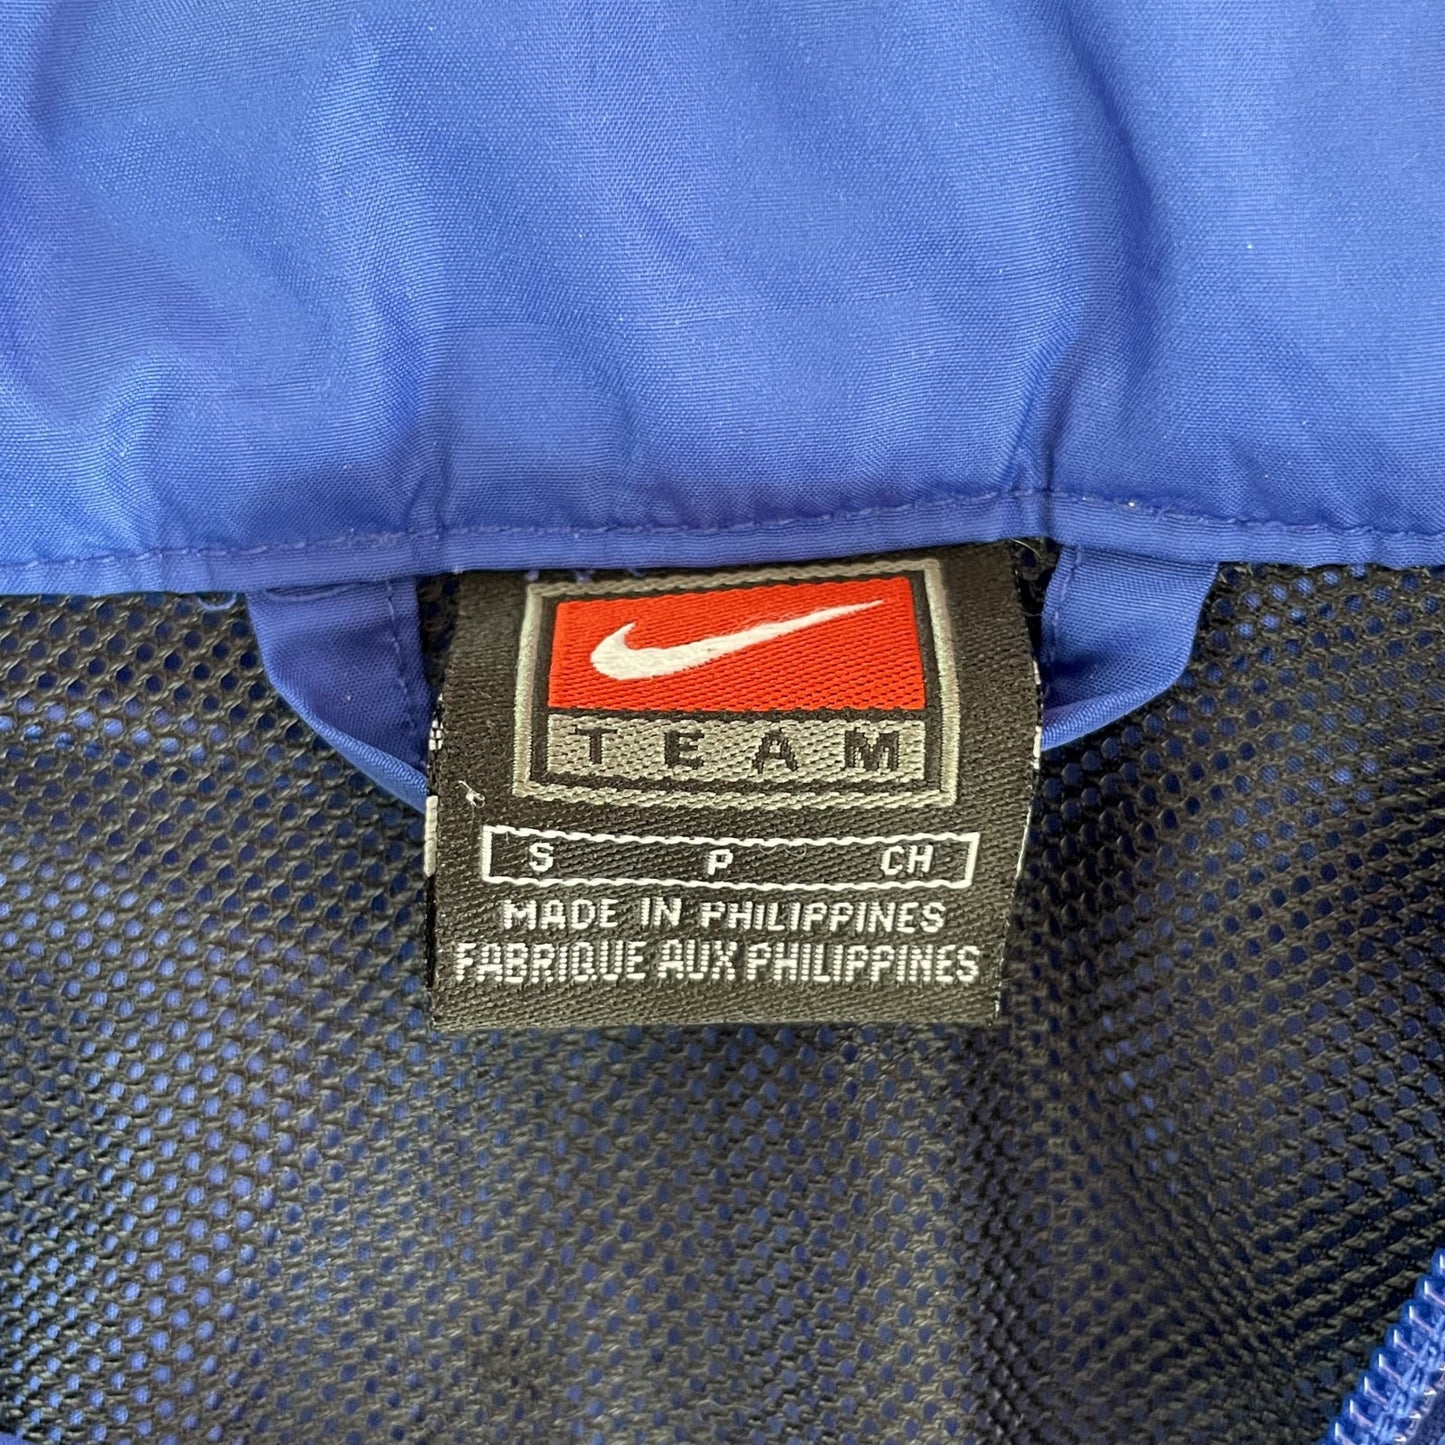 TEAM
S P CH
MADE IN PHILIPPINES
FABRIQUE AUX PHILIPPINES